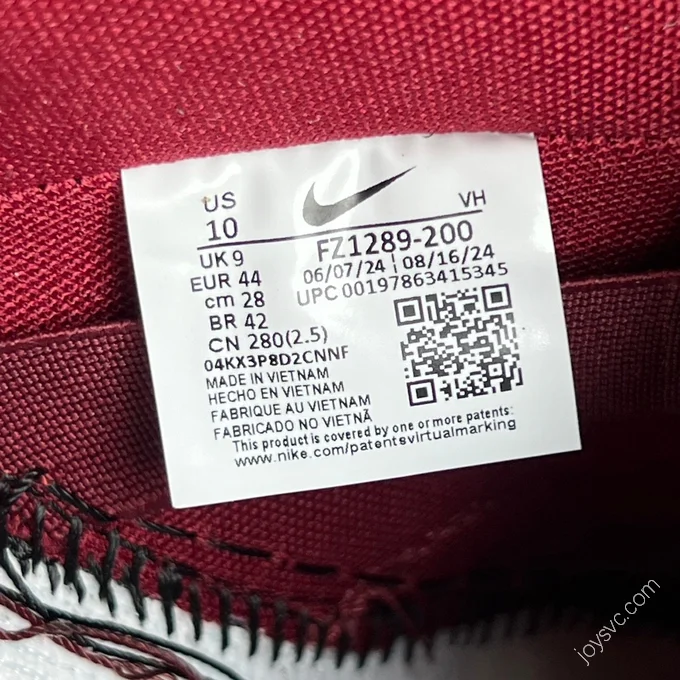 US
10
VH
UK 9
FZ1289-200
EUR 44
06/07/24 | 08/16/24
cm 28
UPC 00197863415345
BR 42
CN 280(2.5)
04KX3P8D2CNNF
MADE IN VIETNAM
HECHO EN VIETNAM
FABRIQUE AU VIETNAM
FABRICADO NO VIETNÃ
This product is covered by one or more patents:
www.nike.com/patentsvirtualmarking
joysvc.com